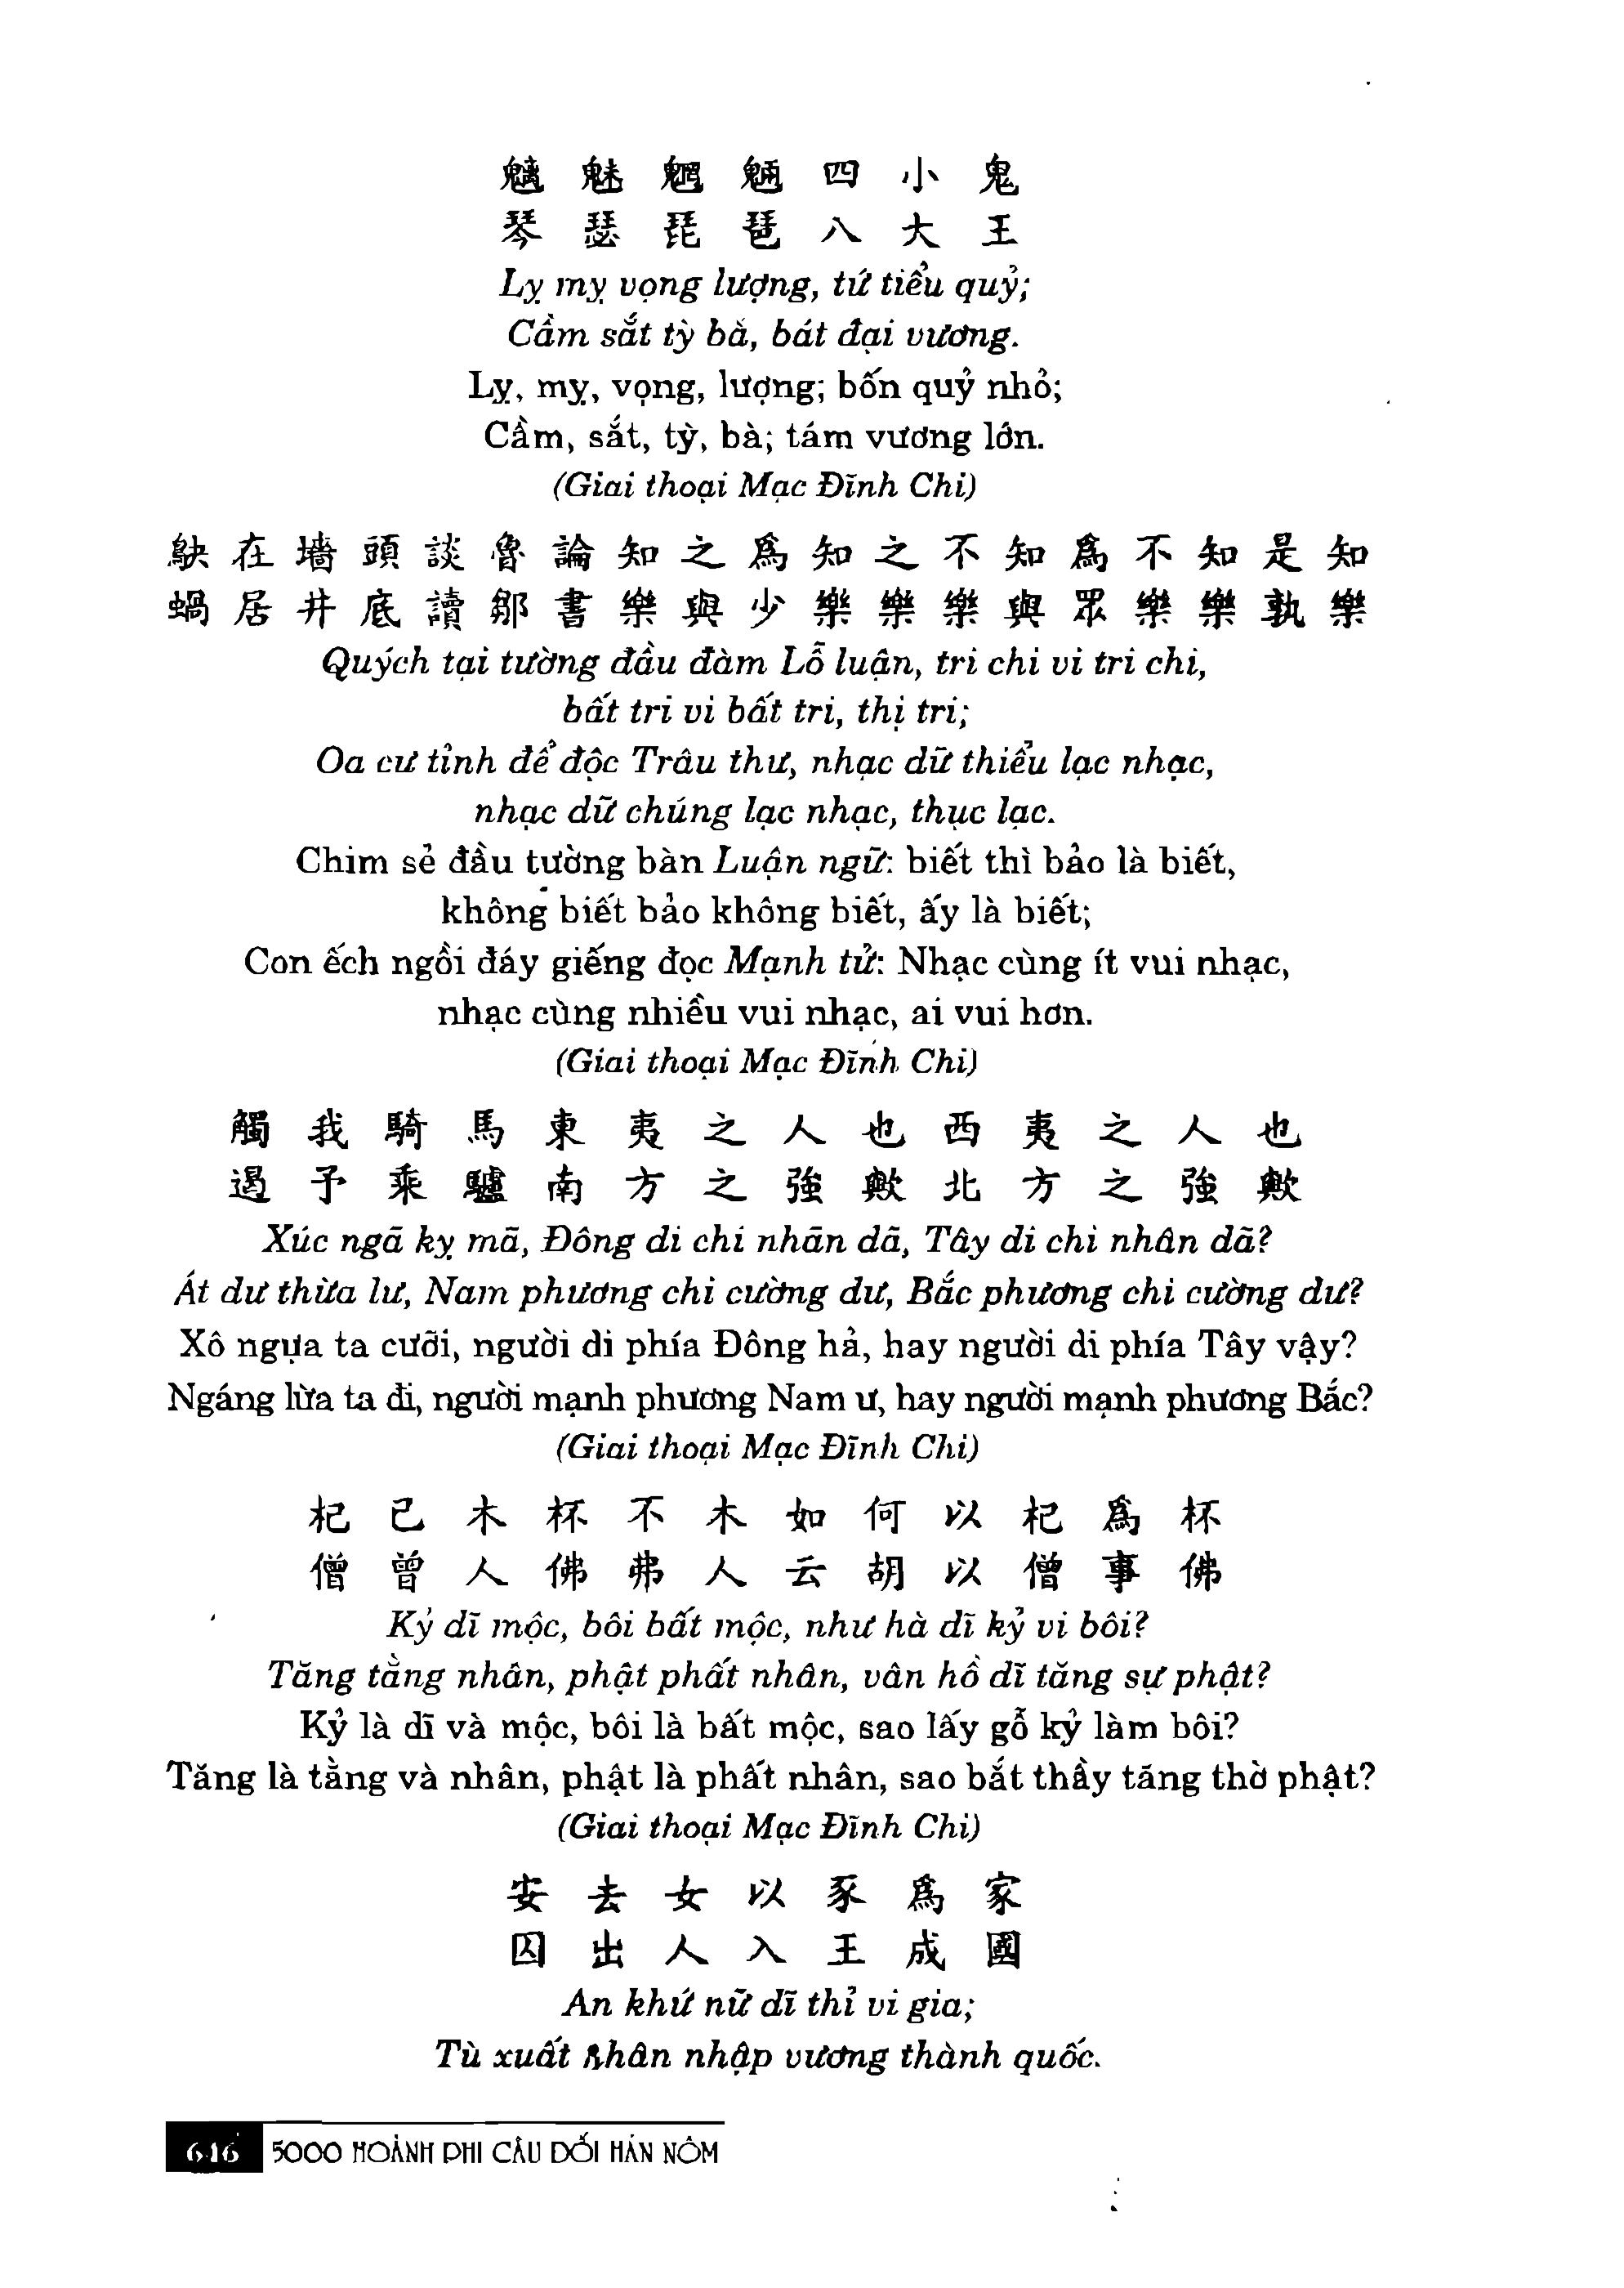 魑魅魍魎四小鬼
琴瑟琵琶八大王
Lỵ mỵ vọng lượng, tứ tiểu quỷ;
Cầm sắt tỳ bà, bát đại vương.
Lỵ, mỵ, vọng, lượng; bốn quỷ nhỏ;
Cầm, sắt, tỳ, bà; tám vương lớn.
(Giai thoại Mạc Đĩnh Chi)
鴃在墻頭談魯論知之爲知之不知爲不知是知
蝸居井底讀鄒書樂與少樂樂樂與眾樂樂孰樂
Quých tại tường đầu đàm Lỗ luận, tri chi vi tri chi,
bất tri vi bất tri, thị tri;
Oa cư tỉnh để độc Trâu thư, nhạc dữ thiểu lạc nhạc,
nhạc dữ chúng lạc nhạc, thục lạc.
Chim sẻ đầu tường bàn Luận ngữ: biết thì bảo là biết,
không biết bảo không biết, ấy là biết;
Con ếch ngồi đáy giếng đọc Mạnh tử: Nhạc cùng ít vui nhạc,
nhạc cùng nhiều vui nhạc, ai vui hơn.
(Giai thoại Mạc Đĩnh Chi)
觸我騎馬東夷之人也西夷之人也
遏予乘驢南方之強歟北方之強歟
Xúc ngã kỵ mã, Đông di chi nhân dã, Tây di chi nhân dã?
Át dư thừa lư, Nam phương chi cường dư, Bắc phương chi cường dư?
Xô ngựa ta cưỡi, người di phía Đông hả, hay người di phía Tây vậy?
Ngáng lừa ta đi, người mạnh phương Nam ư, hay người mạnh phương Bắc?
(Giai thoại Mạc Đĩnh Chi)
杞已木杯不木如何以杞爲杯
僧曾人佛弗人云胡以僧事佛
Kỷ dĩ mộc, bôi bất mộc, như hà dĩ kỷ vi bôi?
Tăng tằng nhân, phật phất nhân, vân hồ dĩ tăng sự phật?
Kỷ là dĩ và mộc, bôi là bất mộc, sao lấy gỗ kỷ làm bôi?
Tăng là tằng và nhân, phật là phất nhân, sao bắt thầy tăng thờ phật?
(Giai thoại Mạc Đĩnh Chi)
安去女以豕爲家
囚出人入王成國
An khứ nữ dĩ thỉ vi gia;
Tù xuất nhân nhập vương thành quốc.
646 5000 HOÀNH PHI CÂU ĐỐI HÁN NÔM